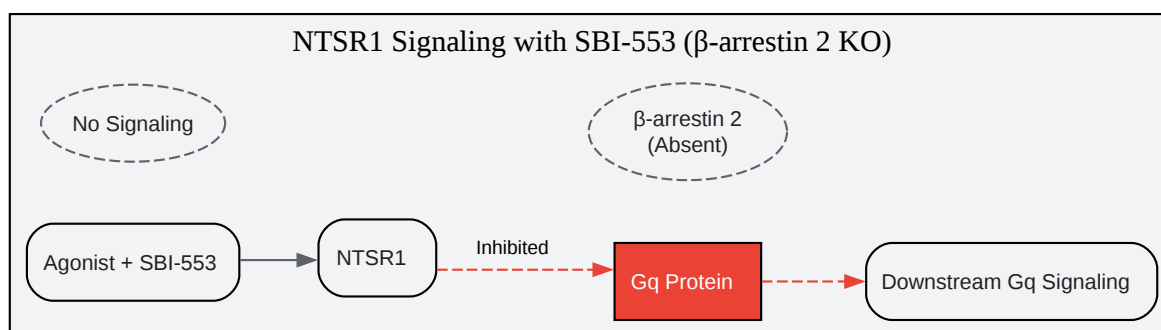 NTSR1 Signaling with SBI-553 (β-arrestin 2 KO)
No Signaling
β-arrestin 2
(Absent)
Agonist + SBI-553
NTSR1
Inhibited
Gq Protein
Downstream Gq Signaling